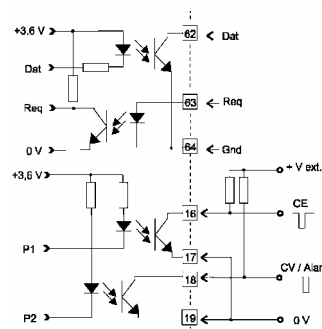 +3,6 V
62
Dat
Dat
Req
63
Req
0 V
64
Gnd
+3,6 V
+ V ext.
16
CE
P1
17
18
CV / Alar
P2
19
0 V